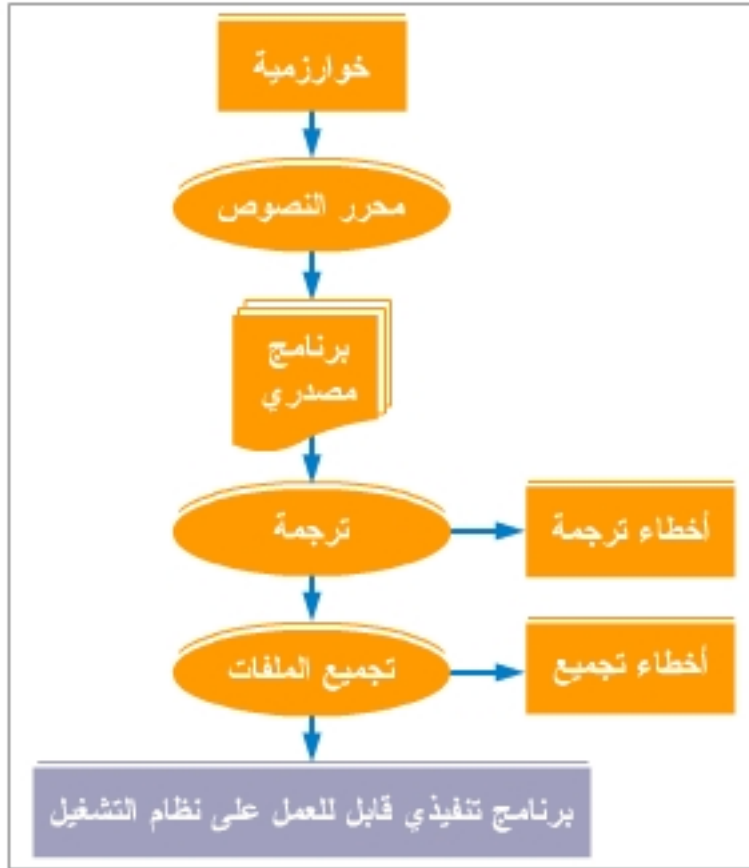 خوارزمية
محرر النصوص
برنامج
مصدري
ترجمة
أخطاء ترجمة
تجميع الملفات
أخطاء تجميع
برنامج تنفيذي قابل للعمل على نظام التشغيل